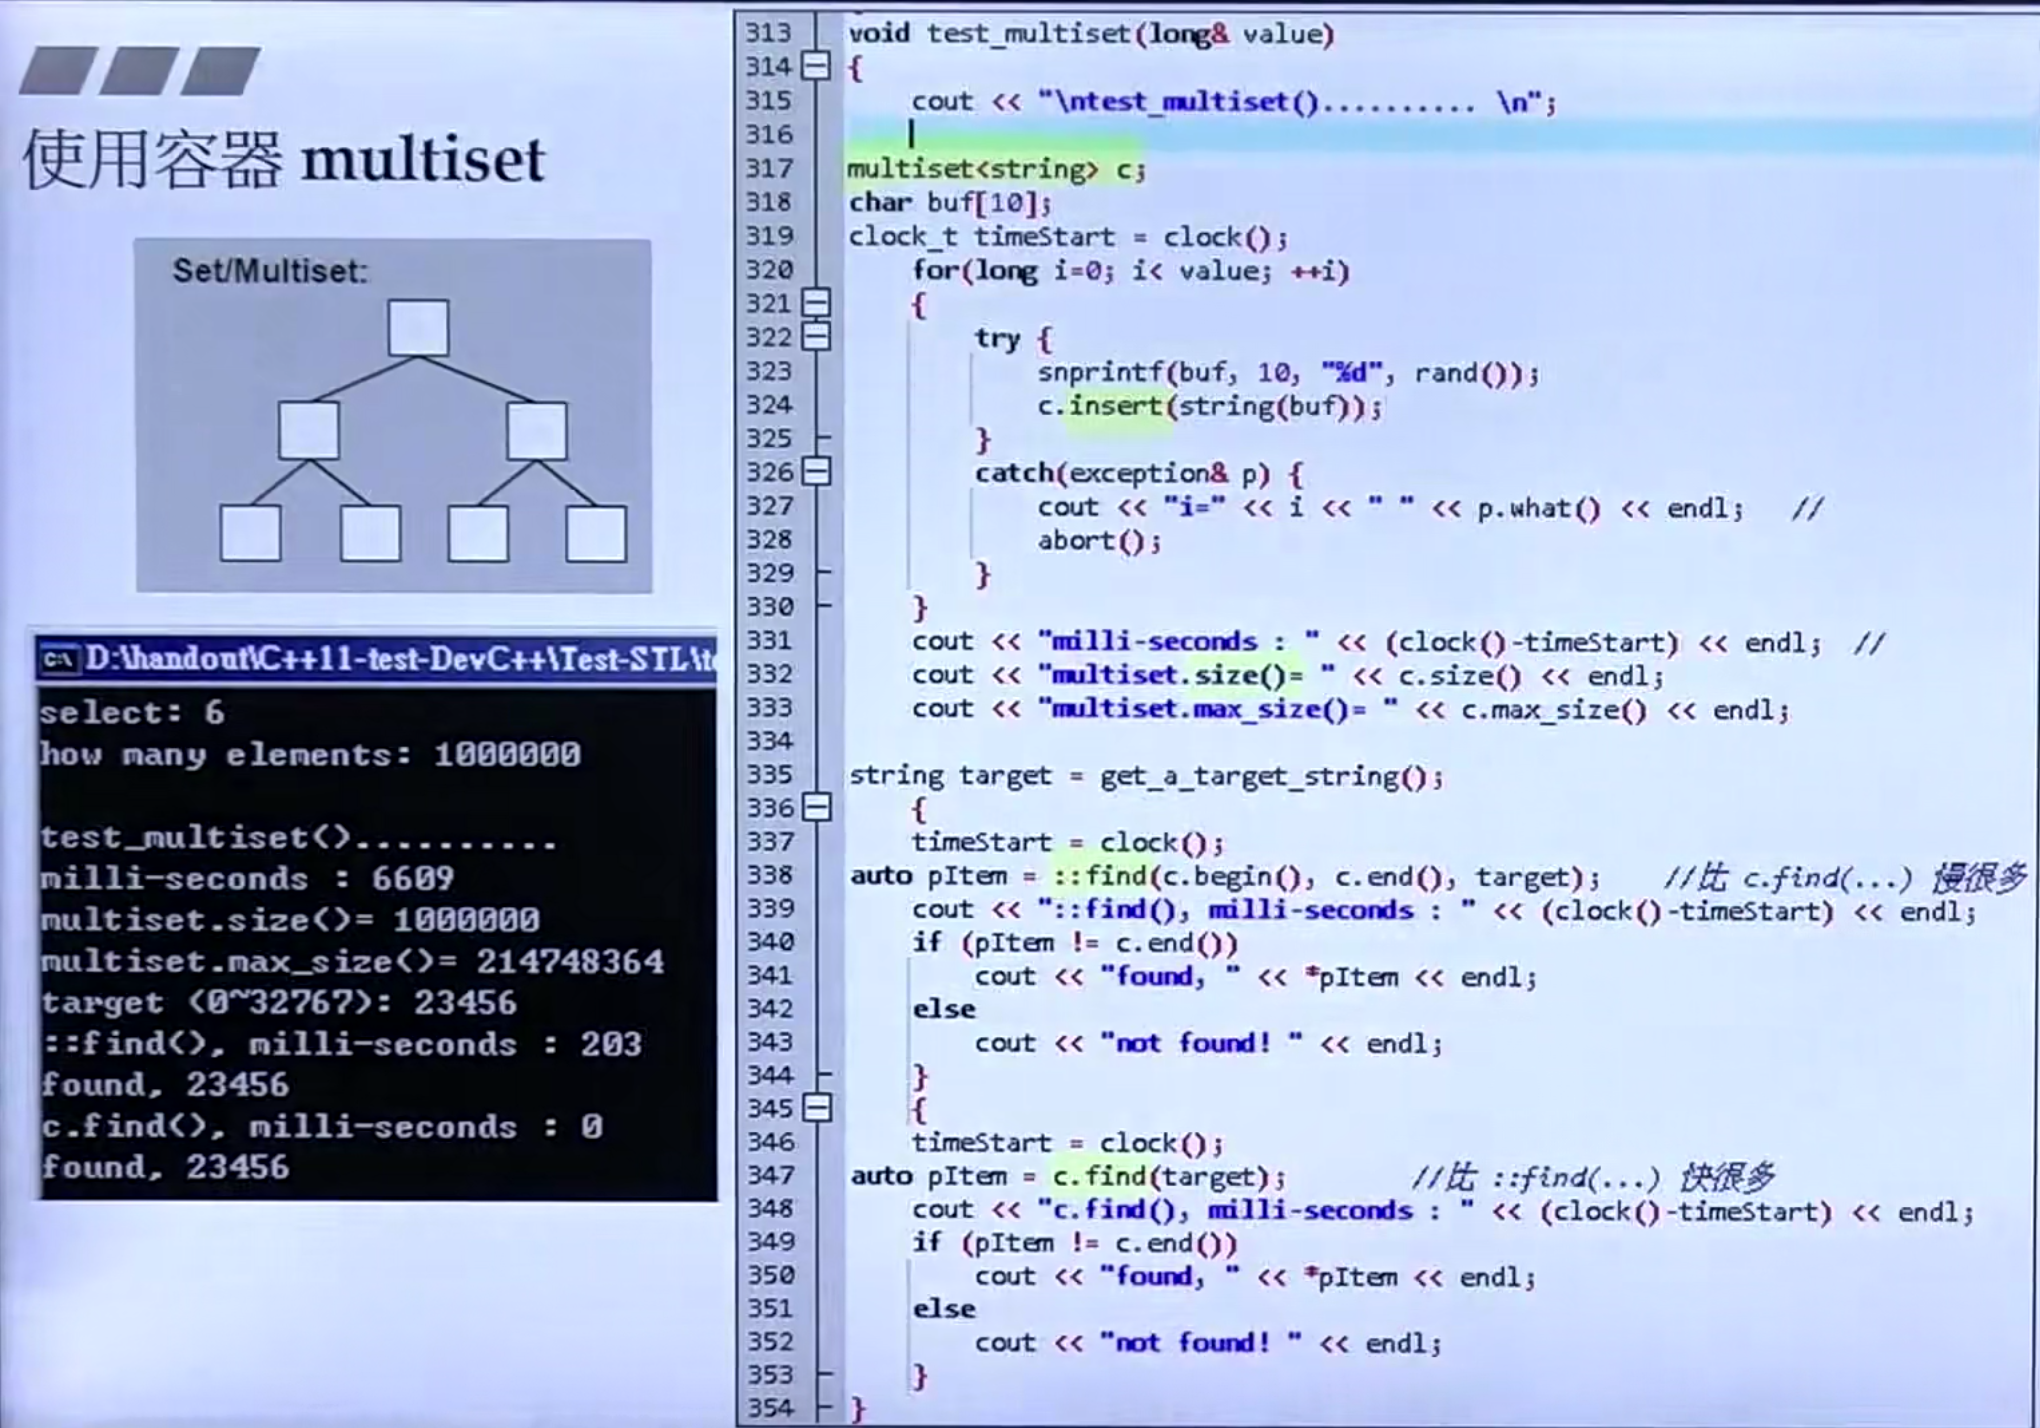 使用容器 multiset
Set/Multiset:
D:\handout\C++11-test-DevC++\Test-STL\t
select: 6
how many elements: 1000000
test_multiset()..........
milli-seconds : 6609
multiset.size()= 1000000
multiset.max_size()= 214748364
target (0~32767): 23456
::find(), milli-seconds : 203
found, 23456
c.find(), milli-seconds : 0
found, 23456
313 void test_multiset(long& value)
314 {
315 cout << "\ntest_multiset().......... \n";
316
317 multiset<string> c;
318 char buf[10];
319 clock_t timeStart = clock();
320 for(long i=0; i< value; ++i)
321 {
322 try {
323 snprintf(buf, 10, "%d", rand());
324 c.insert(string(buf));
325 }
326 catch(exception& p) {
327 cout << "i=" << i << " " << p.what() << endl; //
328 abort();
329 }
330 }
331 cout << "milli-seconds : " << (clock()-timeStart) << endl; //
332 cout << "multiset.size()= " << c.size() << endl;
333 cout << "multiset.max_size()= " << c.max_size() << endl;
334
335 string target = get_a_target_string();
336 {
337 timeStart = clock();
338 auto pItem = ::find(c.begin(), c.end(), target); //比 c.find(...) 慢很多
339 cout << "::find(), milli-seconds : " << (clock()-timeStart) << endl;
340 if (pItem != c.end())
341 cout << "found, " << *pItem << endl;
342 else
343 cout << "not found! " << endl;
344 }
345 {
346 timeStart = clock();
347 auto pItem = c.find(target); //比 ::find(...) 快很多
348 cout << "c.find(), milli-seconds : " << (clock()-timeStart) << endl;
349 if (pItem != c.end())
350 cout << "found, " << *pItem << endl;
351 else
352 cout << "not found! " << endl;
353 }
354 }